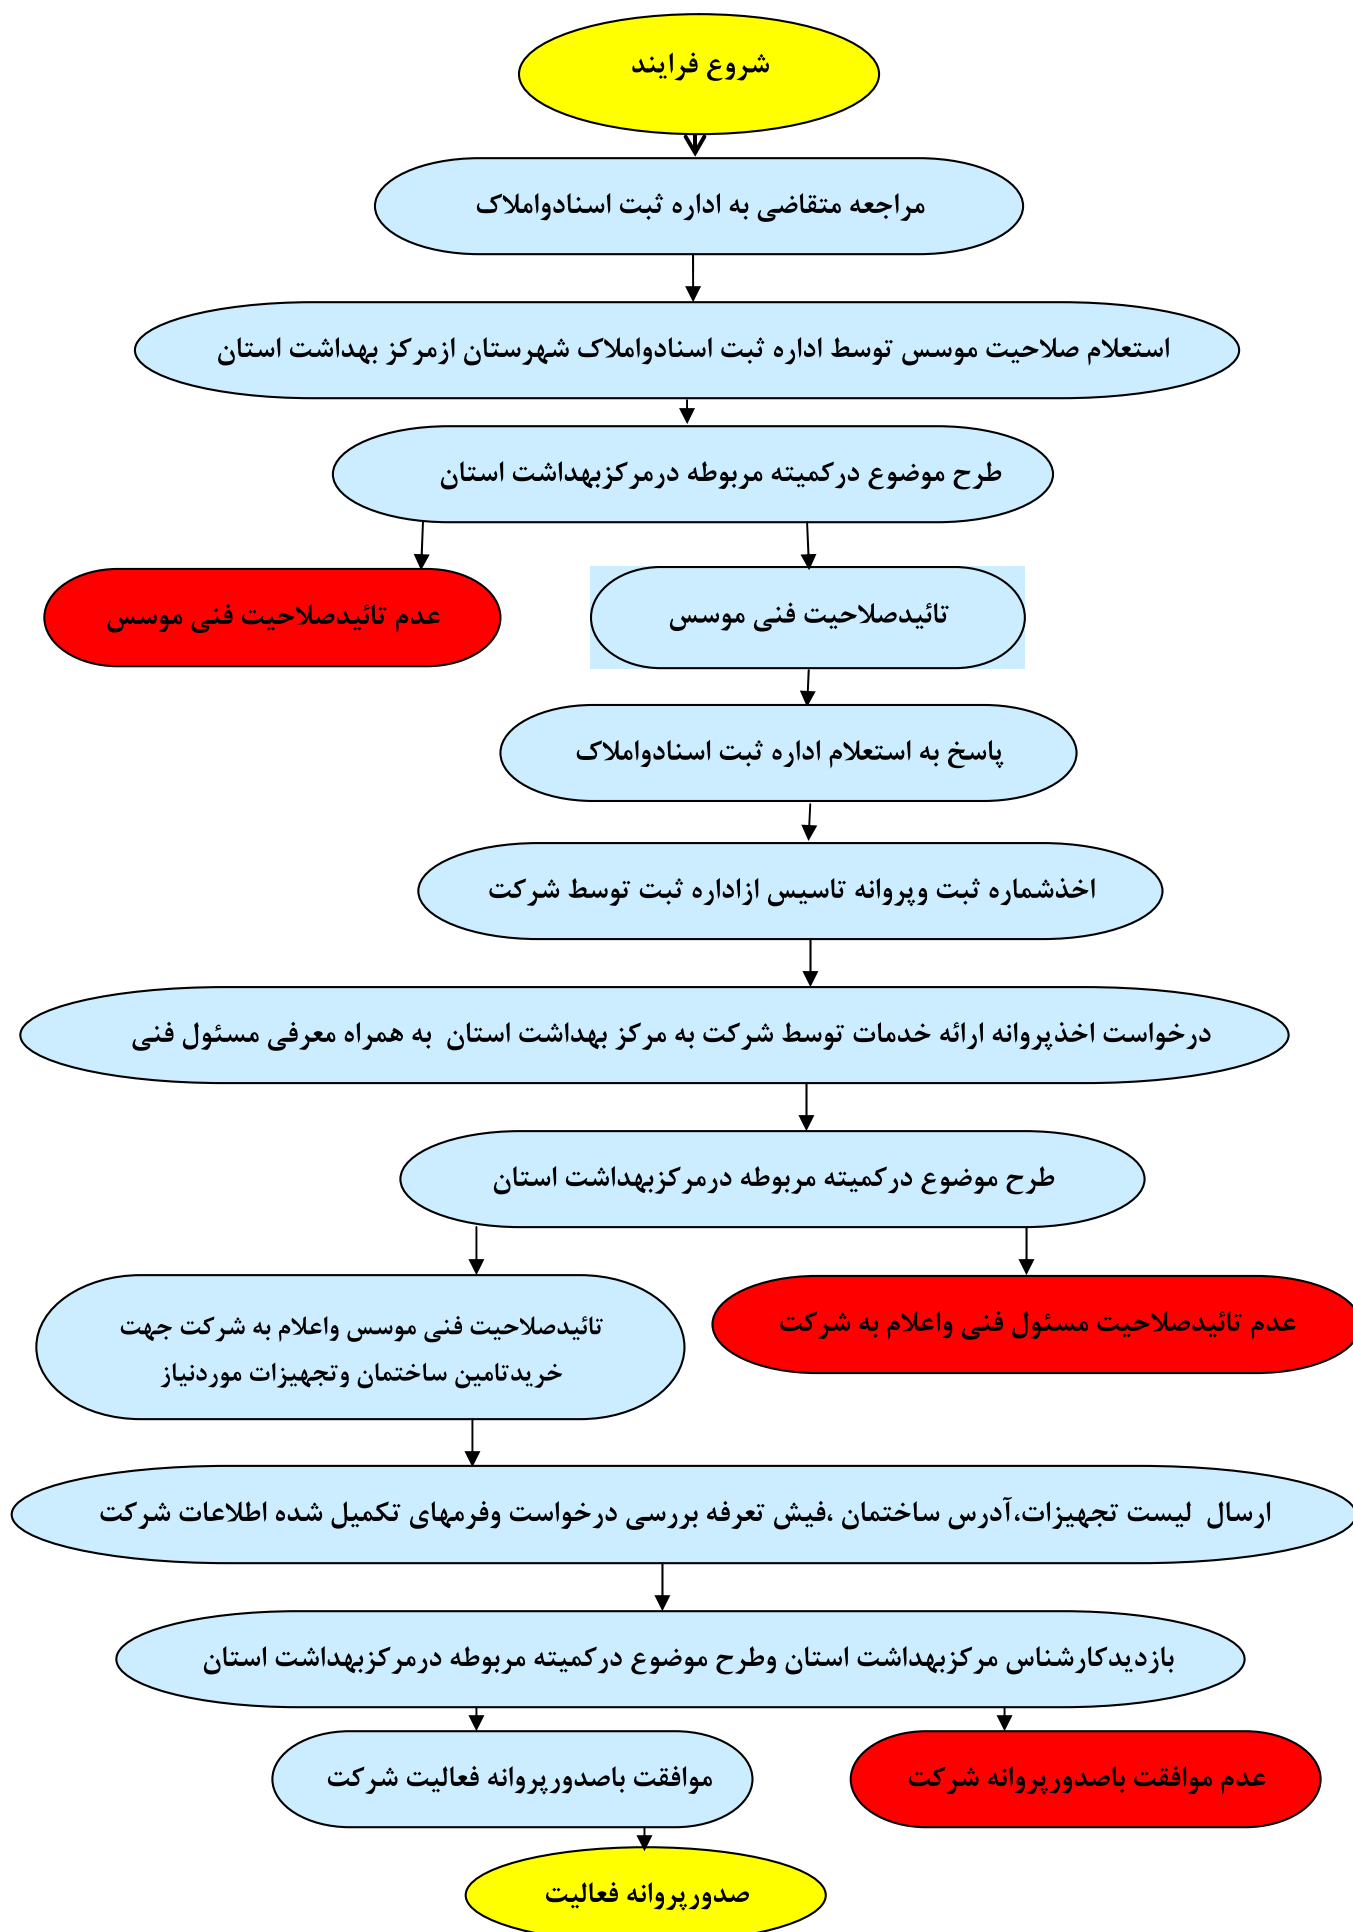 شروع فرایند
مراجعه متقاضی به اداره ثبت اسنادواملاک
استعلام صلاحیت موسس توسط اداره ثبت اسنادواملاک شهرستان ازمرکز بهداشت استان
طرح موضوع درکمیته مربوطه درمرکزبهداشت استان
تائیدصلاحیت فنی موسس
عدم تائیدصلاحیت فنی موسس
پاسخ به استعلام اداره ثبت اسنادواملاک
اخذشماره ثبت وپروانه تاسیس ازاداره ثبت توسط شرکت
درخواست اخذپروانه ارائه خدمات توسط شرکت به مرکز بهداشت استان به همراه معرفی مسئول فنی
طرح موضوع درکمیته مربوطه درمرکزبهداشت استان
عدم تائیدصلاحیت مسئول فنی واعلام به شرکت
تائیدصلاحیت فنی موسس واعلام به شرکت جهت
خریدتامین ساختمان وتجهیزات موردنیاز
ارسال لیست تجهیزات،آدرس ساختمان ،فیش تعرفه بررسی درخواست وفرمهای تکمیل شده اطلاعات شرکت
بازدیدکارشناس مرکزبهداشت استان وطرح موضوع درکمیته مربوطه درمرکزبهداشت استان
عدم موافقت باصدورپروانه شرکت
موافقت باصدورپروانه فعالیت شرکت
صدورپروانه فعالیت